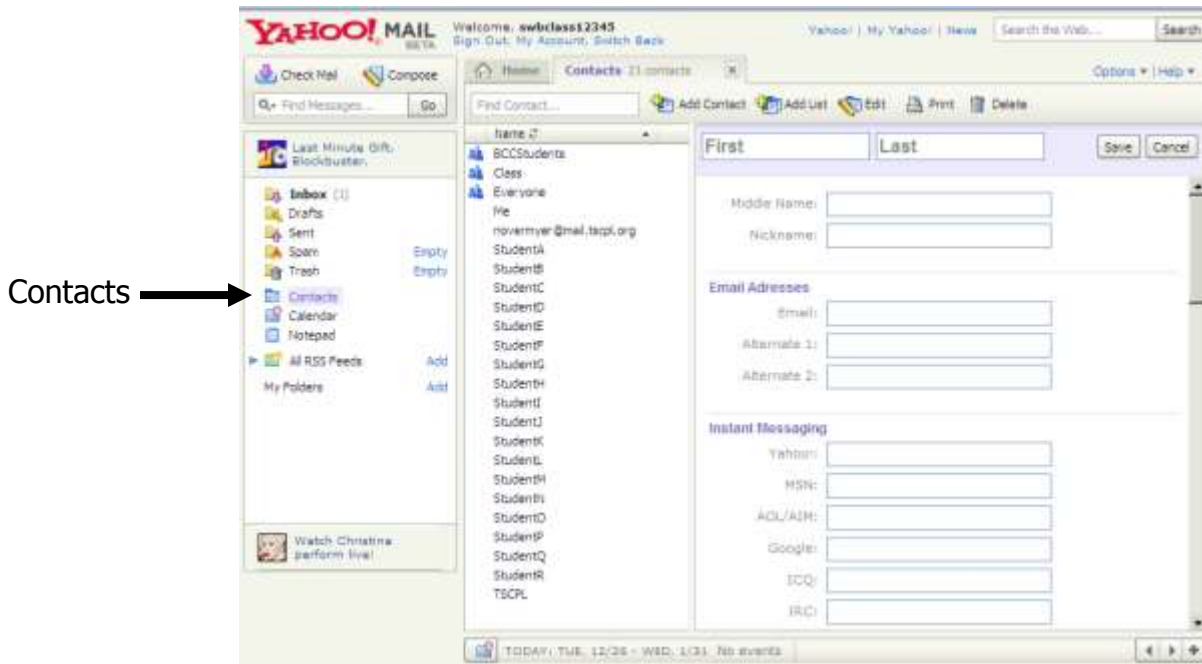 Contacts
YAHOO! MAIL BETA
Welcome, swbclass12345
Sign Out, My Account, Switch Back
Yahoo! | My Yahoo! | News
Search the Web...
Search
Check Mail
Compose
Home
Contacts 21 contacts
Options | Help
Find Messages...
Go
Find Contact...
Add Contact
Add List
Edit
Print
Delete
Last Minute Gift.
Blockbuster.
Inbox (1)
Drafts
Sent
Spam Empty
Trash Empty
Contacts
Calendar
Notepad
All RSS Feeds Add
My Folders Add
Watch Christina
perform live!
Name
BCCStudents
Class
Everyone
Me
novermyer@mail.tscpl.org
StudentA
StudentB
StudentC
StudentD
StudentE
StudentF
StudentG
StudentH
StudentI
StudentJ
StudentK
StudentL
StudentM
StudentN
StudentO
StudentP
StudentQ
StudentR
TSCPL
First
Last
Save
Cancel
Middle Name:
Nickname:
Email Adresses
Email:
Alternate 1:
Alternate 2:
Instant Messaging
Yahoo!:
MSN:
AOL/AIM:
Google:
ICQ:
IRC:
TODAY: TUE, 12/26 - WED, 1/31 No events